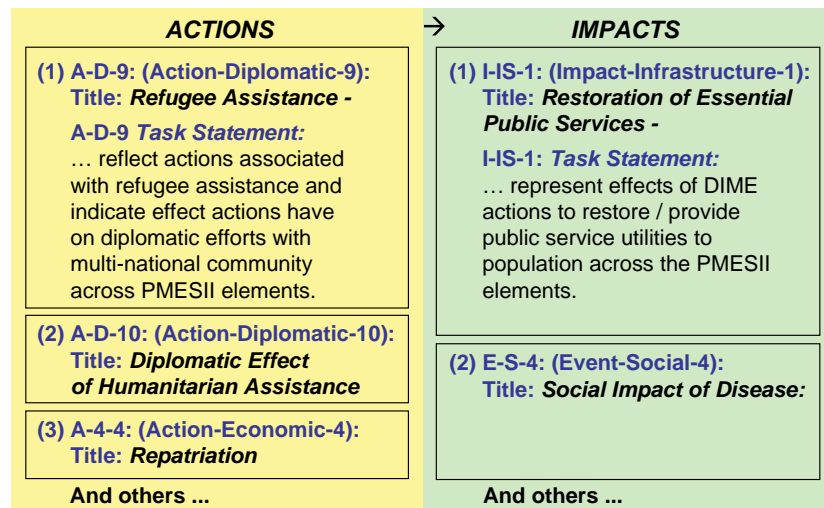 ACTIONS
(1) A-D-9: (Action-Diplomatic-9):
Title: Refugee Assistance -
A-D-9 Task Statement:
… reflect actions associated
with refugee assistance and
indicate effect actions have
on diplomatic efforts with
multi-national community
across PMESII elements.
(2) A-D-10: (Action-Diplomatic-10):
Title: Diplomatic Effect
of Humanitarian Assistance
(3) A-4-4: (Action-Economic-4):
Title: Repatriation
And others ...
→
IMPACTS
(1) I-IS-1: (Impact-Infrastructure-1):
Title: Restoration of Essential
Public Services -
I-IS-1: Task Statement:
… represent effects of DIME
actions to restore / provide
public service utilities to
population across the PMESII
elements.
(2) E-S-4: (Event-Social-4):
Title: Social Impact of Disease:
And others ...